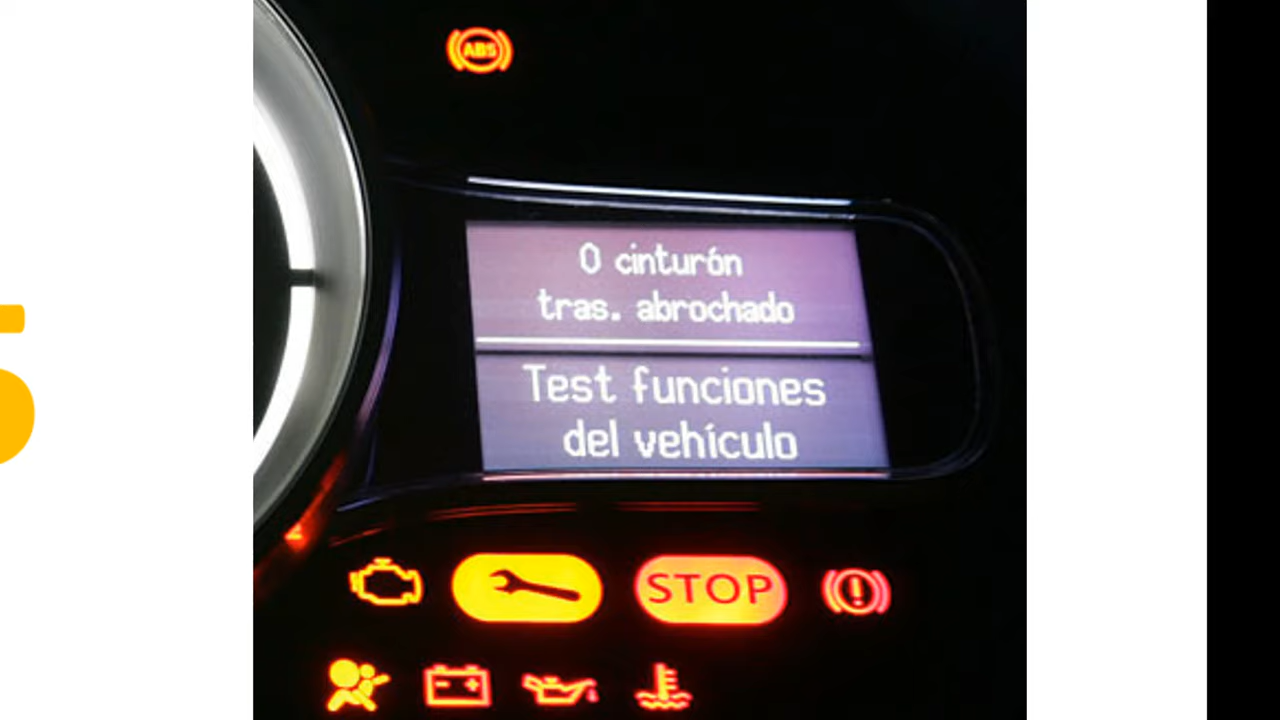 ABS
0 cinturón
tras. abrochado
Test funciones
del vehículo
STOP